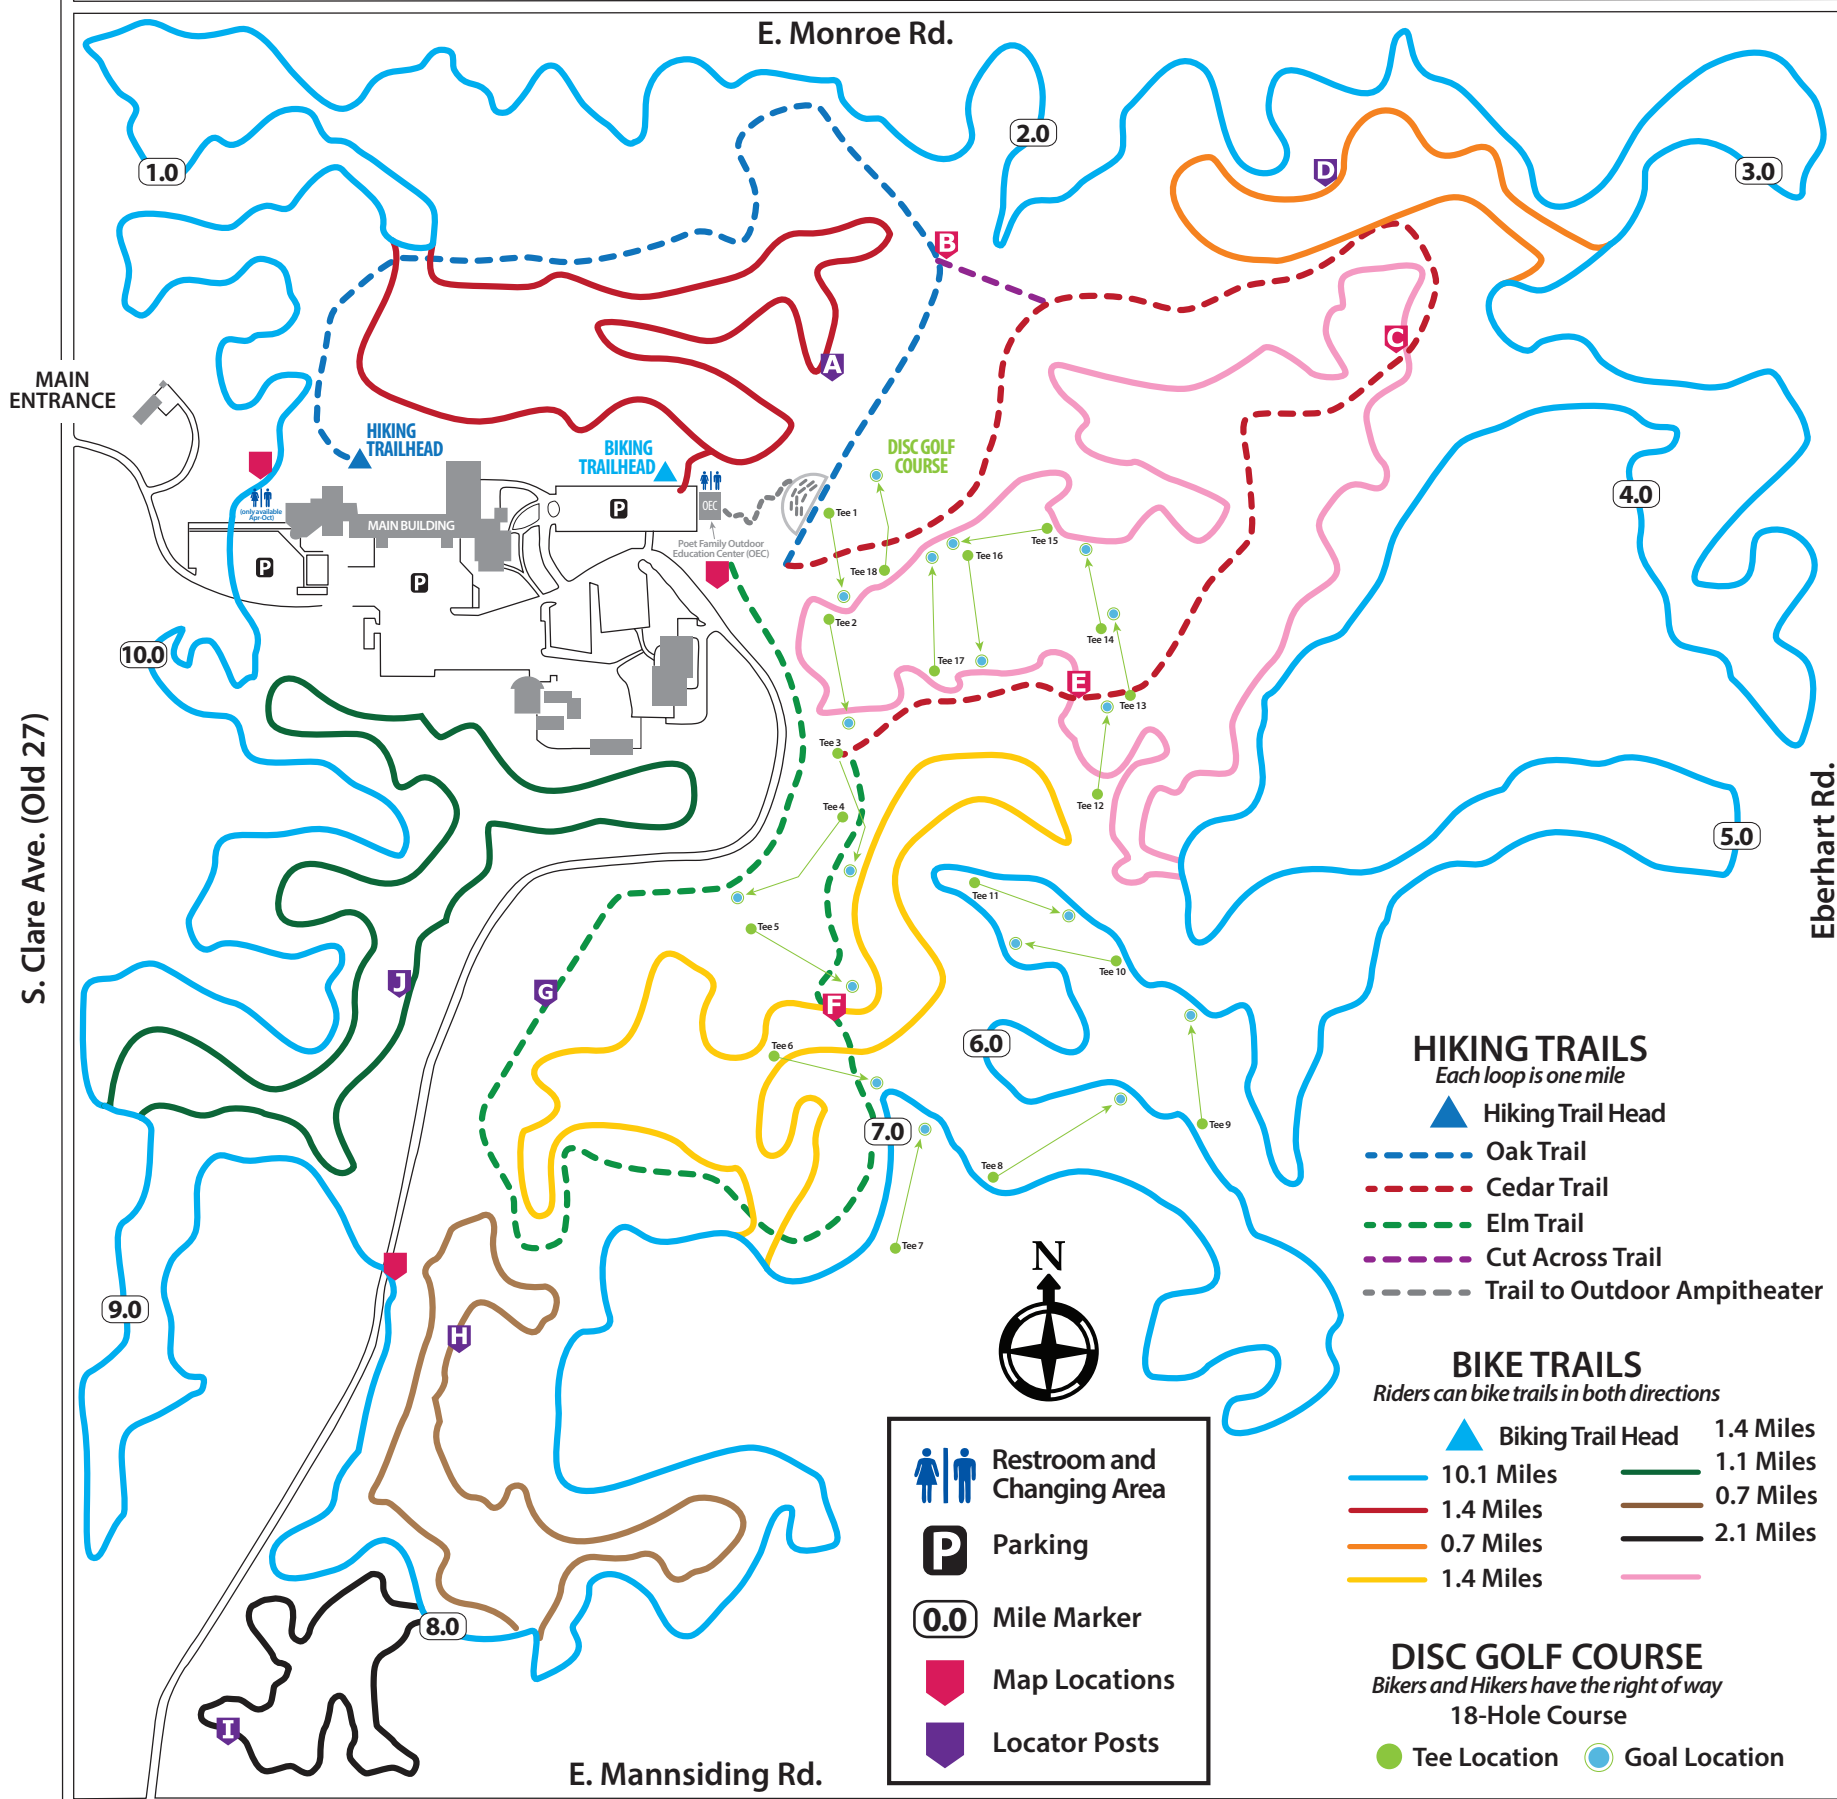 E. Monroe Rd.
1.0
2.0
3.0
D
B
C
A
MAIN
ENTRANCE
HIKING
TRAILHEAD
BIKING
TRAILHEAD
DISC GOLF
COURSE
(only available
Apr-Oct)
MAIN BUILDING
P
OEC
Poet Family Outdoor
Education Center (OEC)
P
P
Tee 1
Tee 18
Tee 15
Tee 16
4.0
Tee 2
Tee 14
Tee 17
10.0
E
Tee 13
Tee 3
Tee 4
Tee 12
5.0
S. Clare Ave. (Old 27)
Eberhart Rd.
Tee 11
Tee 5
Tee 10
J
G
F
6.0
Tee 6
7.0
Tee 9
Tee 8
Tee 7
9.0
H
8.0
I
N
E. Mannsiding Rd.
HIKING TRAILS
Each loop is one mile
Hiking Trail Head
Oak Trail
Cedar Trail
Elm Trail
Cut Across Trail
Trail to Outdoor Ampitheater
BIKE TRAILS
Riders can bike trails in both directions
Biking Trail Head
10.1 Miles
1.4 Miles
0.7 Miles
1.4 Miles
1.4 Miles
1.1 Miles
0.7 Miles
2.1 Miles
DISC GOLF COURSE
Bikers and Hikers have the right of way
18-Hole Course
Tee Location
Goal Location
Restroom and
Changing Area
P
Parking
0.0
Mile Marker
Map Locations
Locator Posts